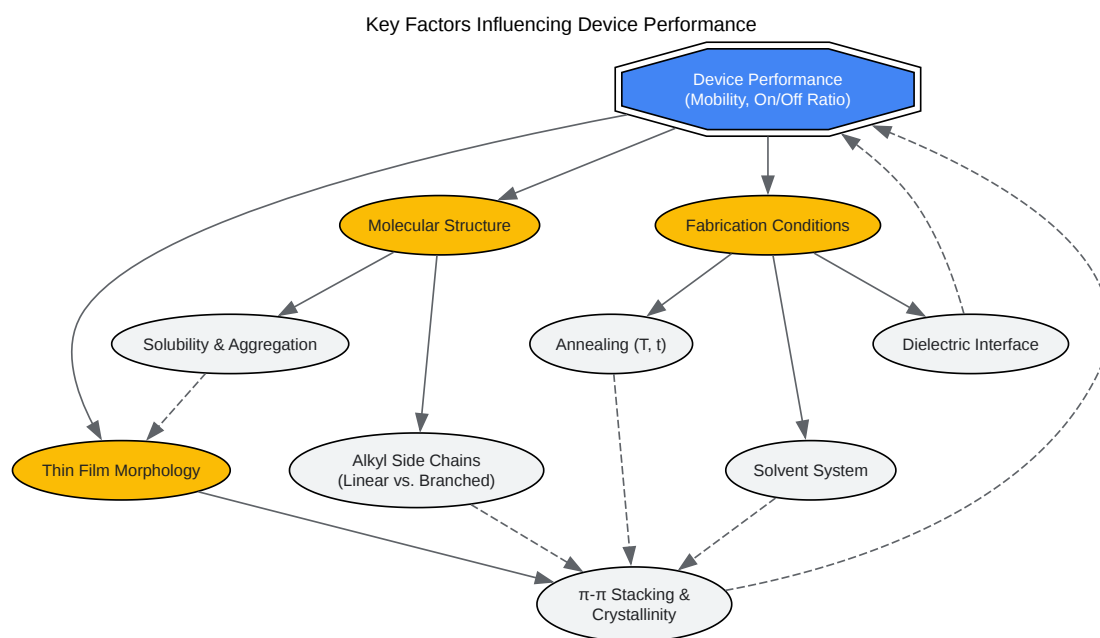 Key Factors Influencing Device Performance
Device Performance
(Mobility, On/Off Ratio)
Molecular Structure
Fabrication Conditions
Solubility & Aggregation
Annealing (T, t)
Dielectric Interface
Thin Film Morphology
Alkyl Side Chains
(Linear vs. Branched)
Solvent System
π-π Stacking &
Crystallinity